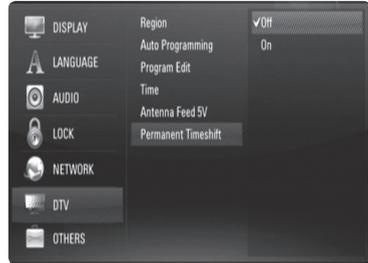 DISPLAY
LANGUAGE
AUDIO
LOCK
NETWORK
DTV
OTHERS
Region
Auto Programming
Program Edit
Time
Antenna Feed 5V
Permanent Timeshift
✔Off
On